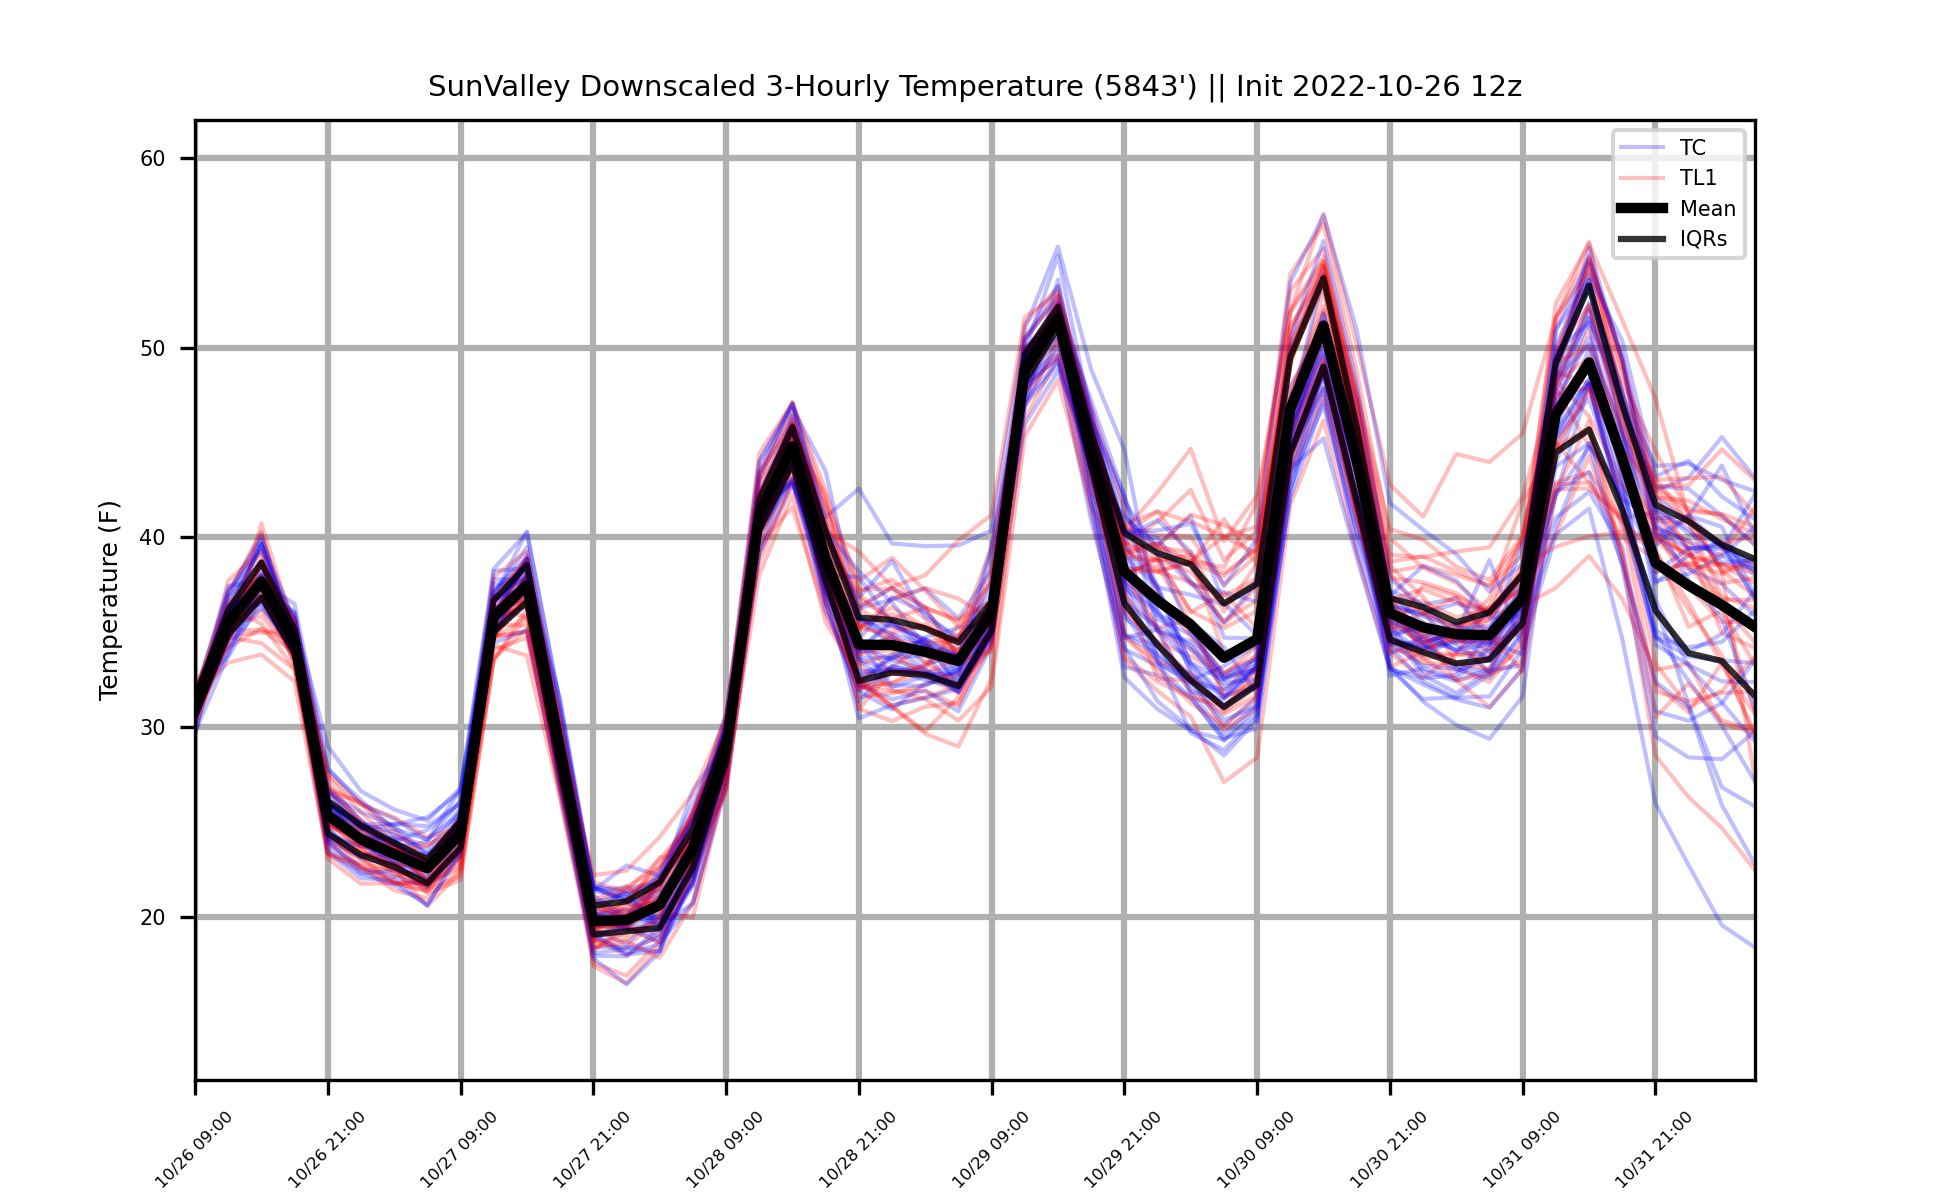 SunValley Downscaled 3-Hourly Temperature (5843') || Init 2022-10-26 12z
TC
TL1
Mean
IQRs
Temperature (F)
60
50
40
30
20
10/26 09:00
10/26 21:00
10/27 09:00
10/27 21:00
10/28 09:00
10/28 21:00
10/29 09:00
10/29 21:00
10/30 09:00
10/30 21:00
10/31 09:00
10/31 21:00